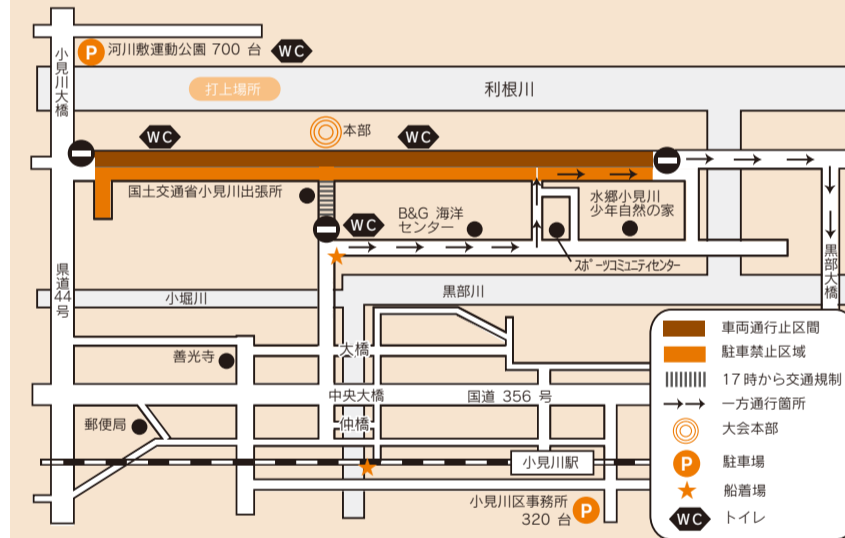 P 河川敷運動公園 700 台 WC
小見川大橋
打上場所
利根川
WC
本部
WC
国土交通省小見川出張所
WC
B&G 海洋
センター
水郷小見川
少年自然の家
スポーツコミュニティセンター
黒部大橋
県道44号
小堀川
黒部川
善光寺
大橋
中央大橋
国道 356 号
郵便局
仲橋
小見川駅
小見川区事務所
320 台 P
車両通行止区間
駐車禁止区域
17時から交通規制
一方通行箇所
大会本部
P 駐車場
船着場
WC トイレ